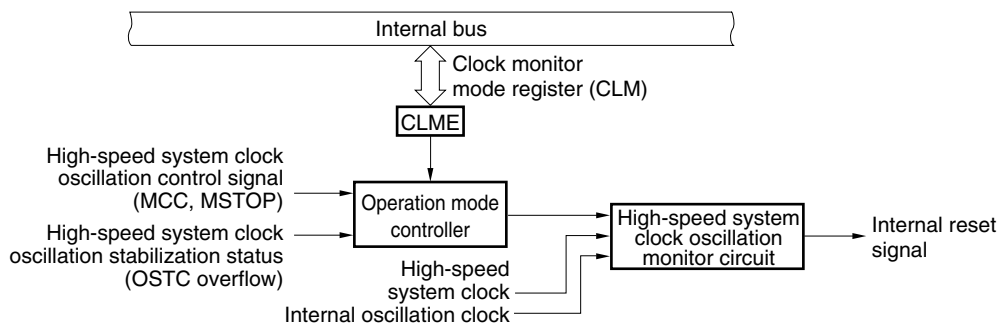 Internal bus
Clock monitor
mode register (CLM)
CLME
High-speed system clock
oscillation control signal
(MCC, MSTOP)
Operation mode
controller
High-speed system clock
oscillation stabilization status
(OSTC overflow)
High-speed system
clock oscillation
monitor circuit
Internal reset
signal
High-speed
system clock
Internal oscillation clock